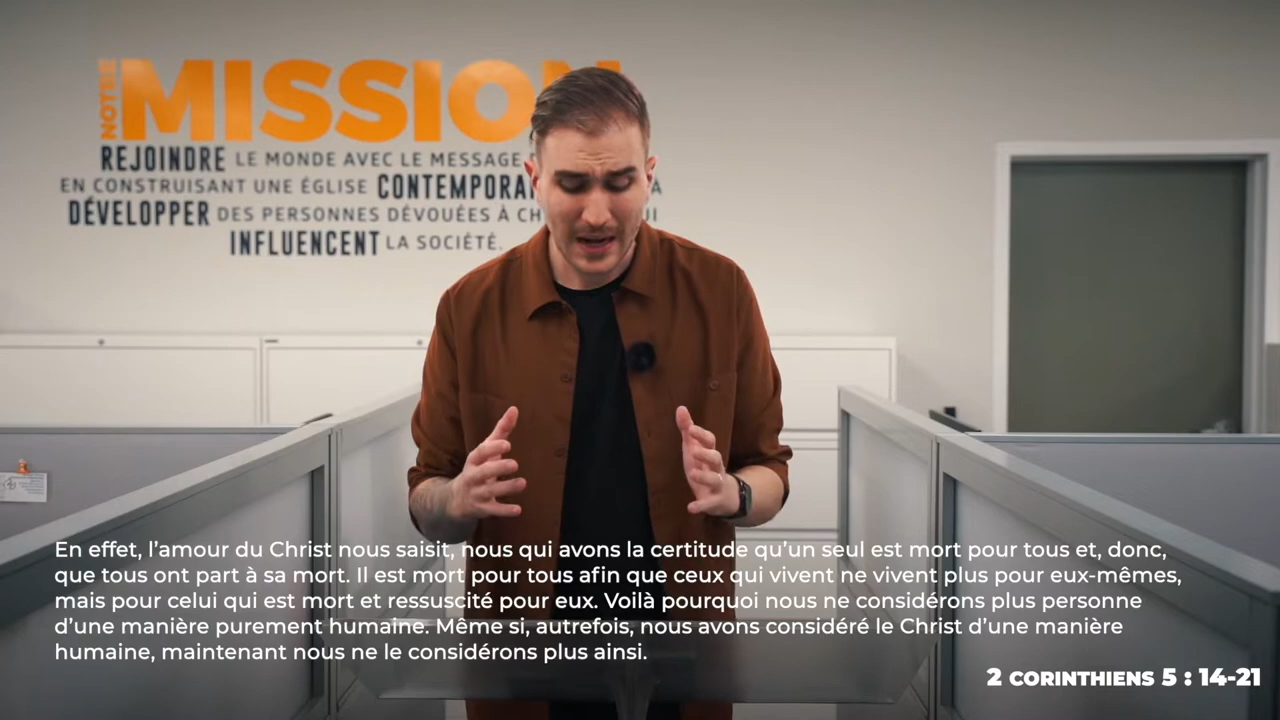 NOTRE
MISSION
REJOINDRE LE MONDE AVEC LE MESSAGE
EN CONSTRUISANT UNE ÉGLISE
DÉVELOPPER DES PERSONNES DÉVOUÉES À
INFLUENCENT LA SOCIÉTÉ.
En effet, l’amour du Christ nous saisit, nous qui avons la certitude qu’un seul est mort pour tous et, donc,
que tous ont part à sa mort. Il est mort pour tous afin que ceux qui vivent ne vivent plus pour eux-mêmes,
mais pour celui qui est mort et ressuscité pour eux. Voilà pourquoi nous ne considérons plus personne
d’une manière purement humaine. Même si, autrefois, nous avons considéré le Christ d’une manière
humaine, maintenant nous ne le considérons plus ainsi.
2 CORINTHIENS 5 : 14-21